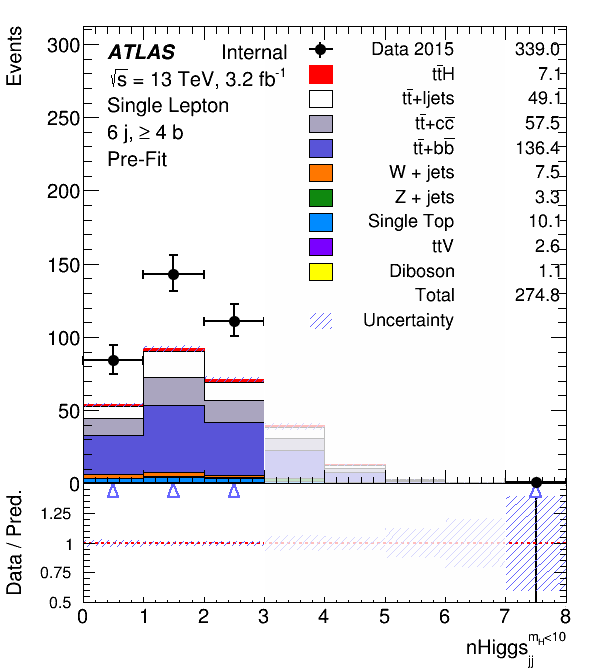 Events
300
250
200
150
100
50
0
ATLAS Internal
√s = 13 TeV, 3.2 fb⁻¹
Single Lepton
6 j, ≥ 4 b
Pre-Fit
Data 2015 339.0
tt̄H 7.1
tt̄+ljets 49.1
tt̄+cc̄ 57.5
tt̄+bb̄ 136.4
W + jets 7.5
Z + jets 3.3
Single Top 10.1
ttV 2.6
Diboson 1.1
Total 274.8
Uncertainty
Data / Pred.
1.25
1
0.75
0.5
0 1 2 3 4 5 6 7 8
nHiggs_jj^{m_H<10}